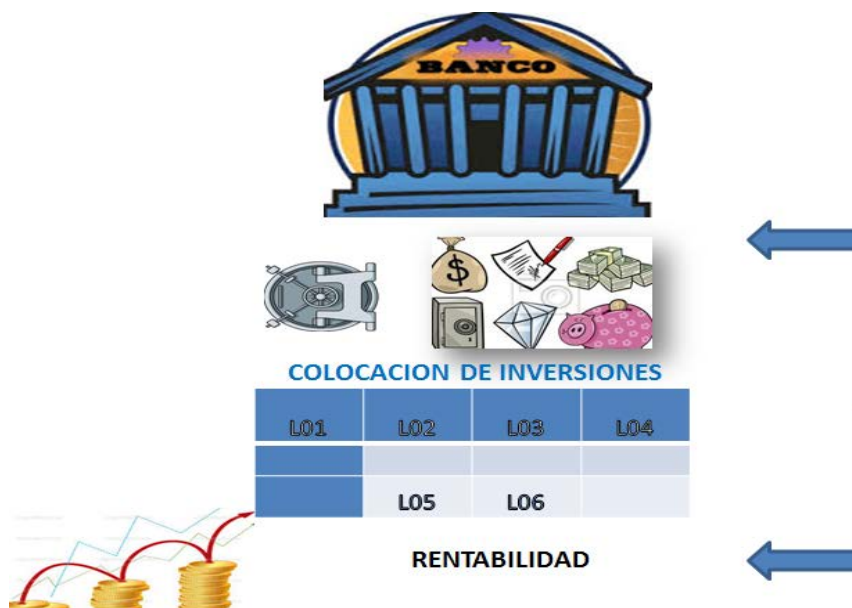 BANCO
$
COLOCACION DE INVERSIONES
L01 L02 L03 L04
L05 L06
RENTABILIDAD